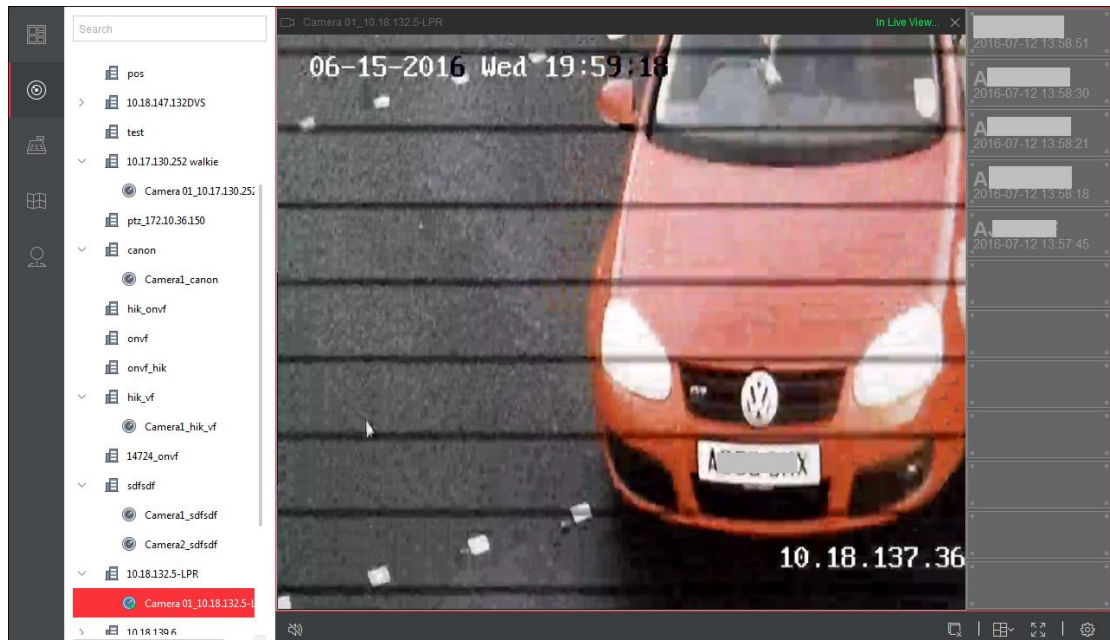 Search
pos
10.18.147.132DVS
test
10.17.130.252 walkie
Camera 01_10.17.130.252
ptz_172.10.36.150
canon
Camera1_canon
hik_onvf
onvf
onvf_hik
hik_vf
Camera1_hik_vf
14724_onvf
sdfsdf
Camera1_sdfsdf
Camera2_sdfsdf
10.18.132.5-LPR
Camera 01_10.18.132.5-L
10.18.139.6
Camera 01_10.18.132.5-LPR
In Live View...
06-15-2016 Wed 19:59:18
A
X
10.18.137.36
2016-07-12 13:58:51
A
2016-07-12 13:58:30
A
2016-07-12 13:58:21
A
2016-07-12 13:58:18
A
2016-07-12 13:57:45